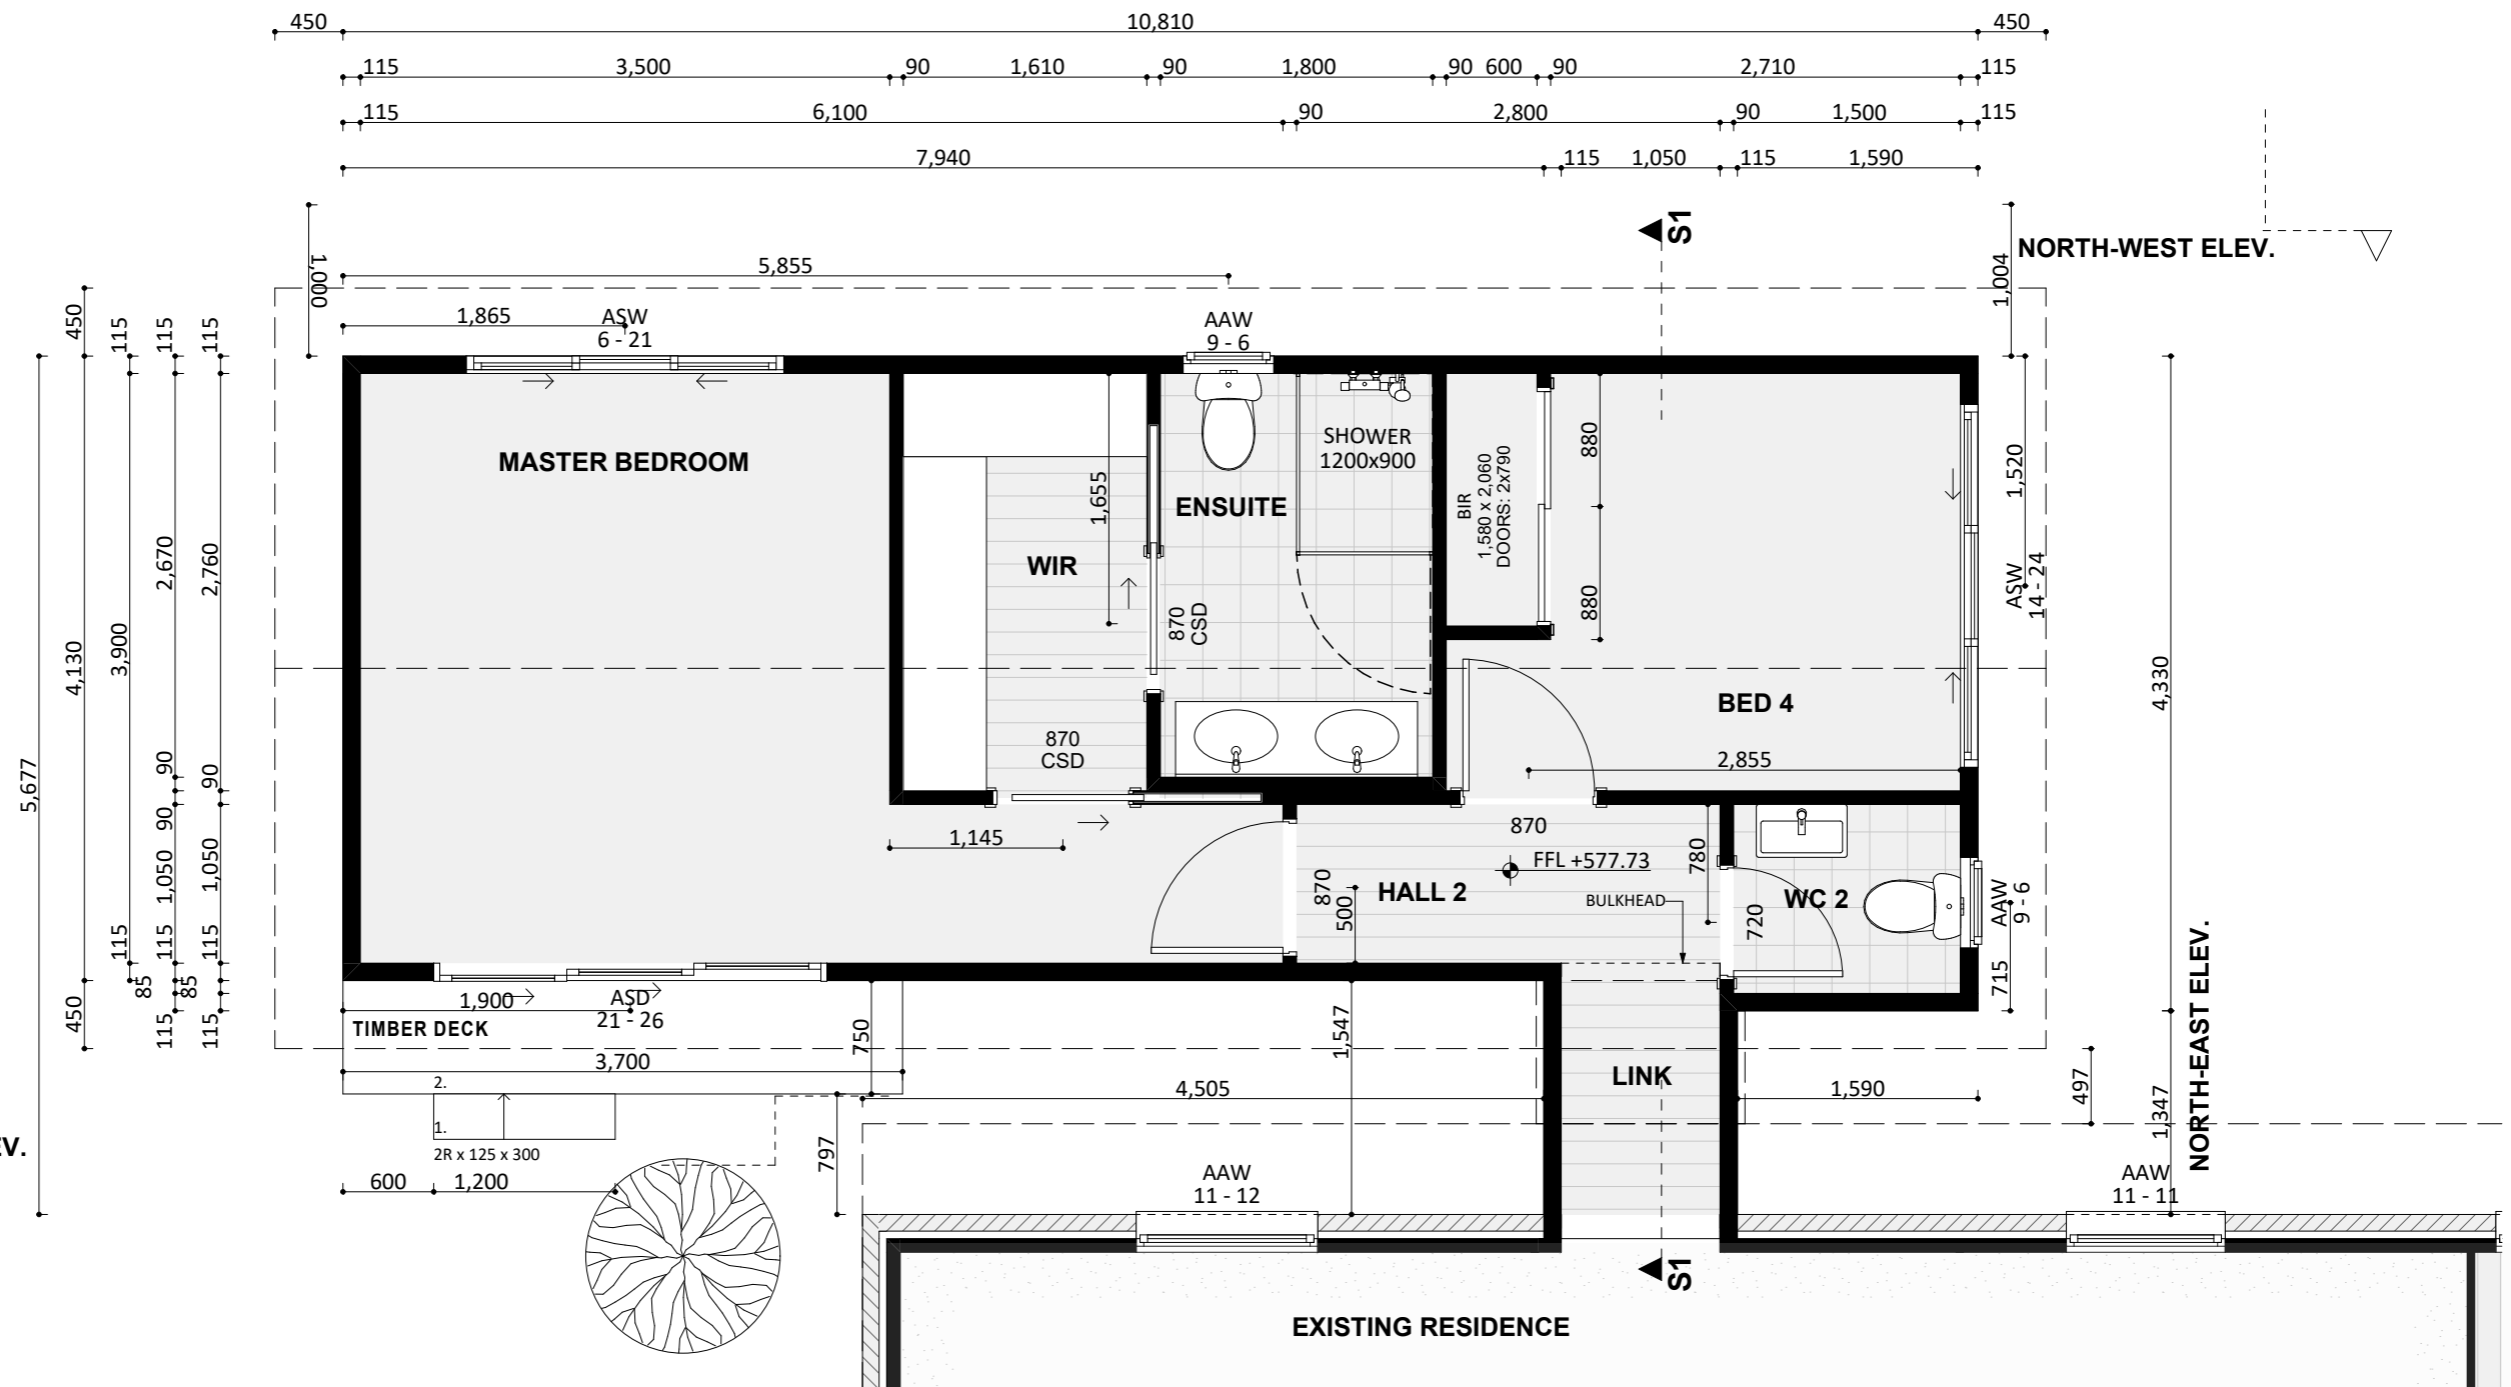 450 10,810 450
115 3,500 90 1,610 90 1,800 90 600 90 2,710 115
115 6,100 90 2,800 90 1,500 115
7,940 115 1,050 115 1,590
S1
NORTH-WEST ELEV.
1,000
5,855
1,004
450
115
115
115
1,865
ASW
6 - 21
AAW
9 - 6
MASTER BEDROOM
SHOWER
1200x900
ENSUITE
WIR
1,655
870
CSD
870
CSD
BIR
1,580 x 2,060
DOORS: 2x790
880
880
BED 4
2,855
1,520
ASW
14 - 24
4,330
5,677
4,130
3,900
2,670
2,760
90
90
90
1,050
1,050
115
115
115
85
85
450
115
115
1,145
870
500
HALL 2
870
FFL +577.73
BULKHEAD
780
720
WC 2
AAW
9 - 6
715
NORTH-EAST ELEV.
1,900
ASD
21 - 26
TIMBER DECK
3,700
750
1,547
LINK
4,505
1,590
497
1,347
2.
1.
2R x 125 x 300
600 1,200
797
EV.
AAW
11 - 12
AAW
11 - 11
S1
EXISTING RESIDENCE